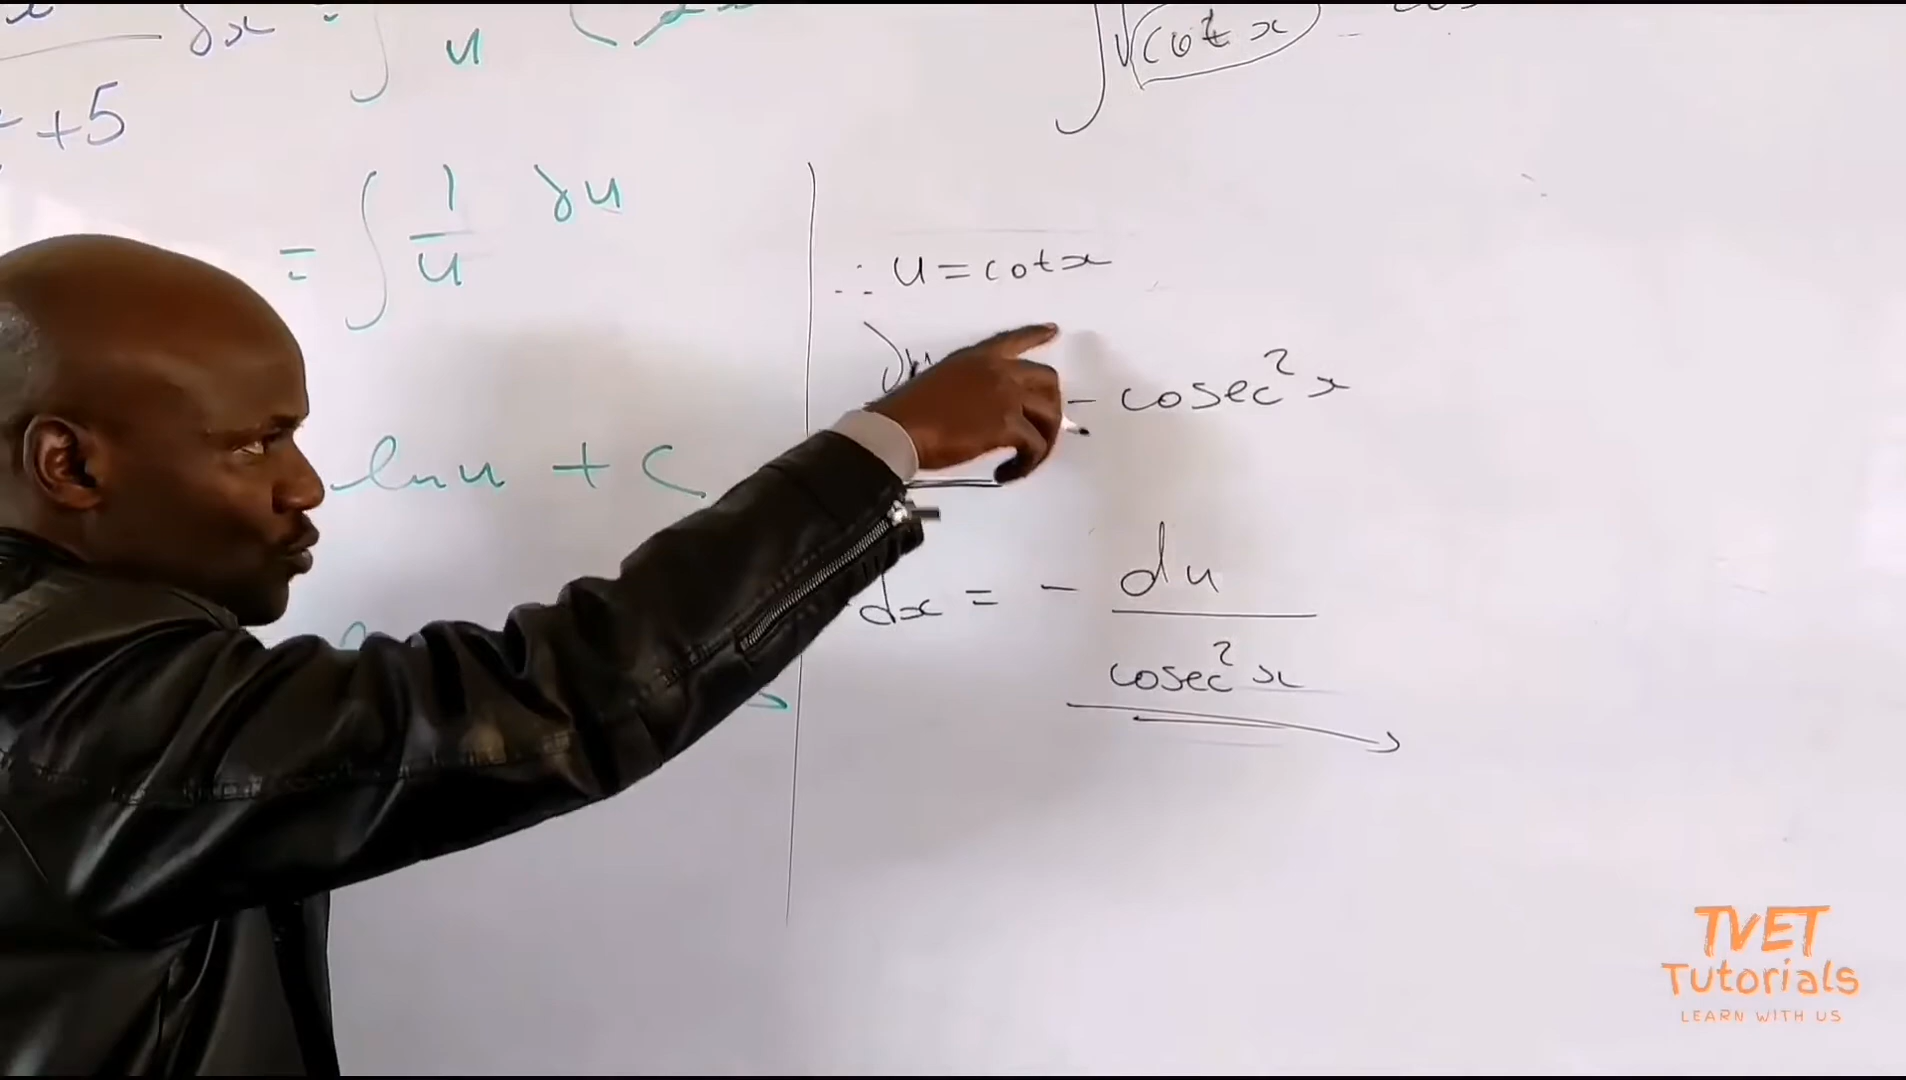 dx = ∫
u
+5
= ∫ 1/u du
ln u + c
∫√cot x
∴ u = cot x
du
- cosec² x
dx = - du
cosec² x
TVET
Tutorials
LEARN WITH US